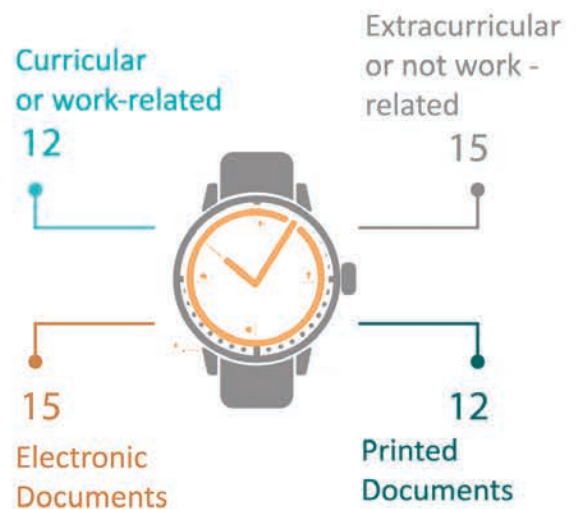 Curricular
or work-related
12
Extracurricular
or not work -
related
15
15
Electronic
Documents
12
Printed
Documents